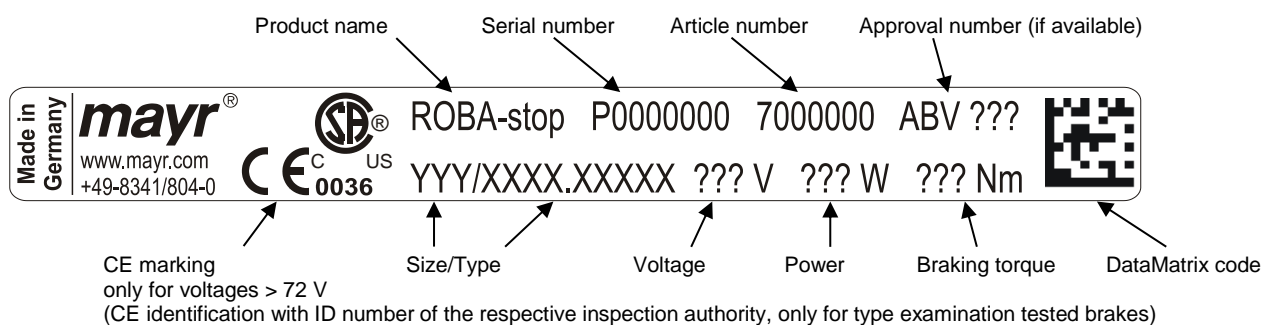 Product name Serial number Article number Approval number (if available)
Made in
Germany
mayr®
www.mayr.com
+49-8341/804-0
CE 0036
C SA® US
ROBA-stop P0000000 7000000 ABV ???
YYY/XXXX.XXXXX ??? V ??? W ??? Nm
CE marking Size/Type Voltage Power Braking torque DataMatrix code
only for voltages > 72 V
(CE identification with ID number of the respective inspection authority, only for type examination tested brakes)